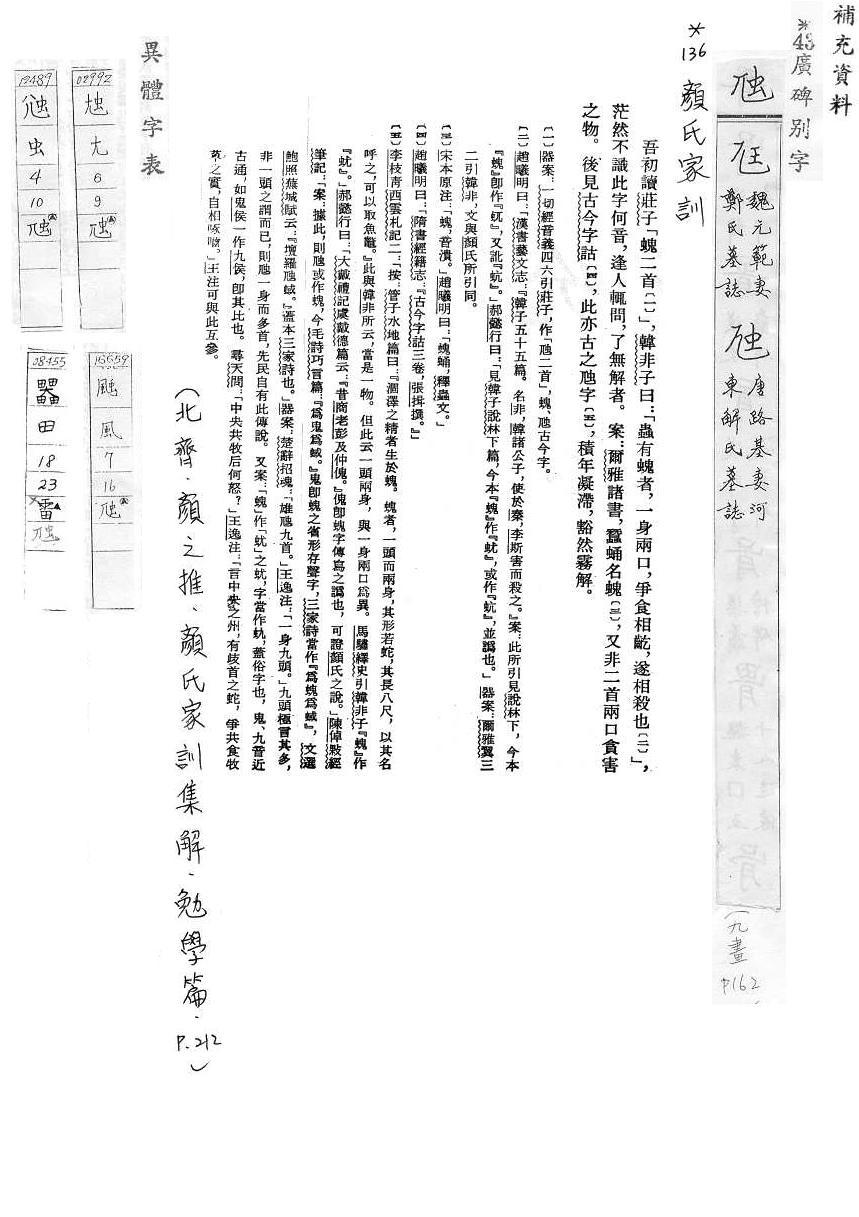 補充資料
*43廣碑别字
虺
魏元範妻
鄭氏墓誌
唐路基妻河
東解氏墓誌
(九畫
P162
*136 顏氏家訓
吾初讀莊子「螝二首〔一〕」,韓非子曰:「蟲有螝者,一身兩口,爭食相齕,遂相殺也〔二〕」,
茫然不識此字何音,逢人輒問,了無解者。案:爾雅諸書,蠶蛹名螝〔三〕,又非二首兩口貪害
之物。後見古今字詁〔四〕,此亦古之虺字〔五〕,積年凝滯,豁然霧解。
〔一〕器案:一切經音義四六引莊子,作「虺二首」,螝、虺古今字。
〔二〕趙曦明曰:「漢書藝文志:『韓子五十五篇。名非,韓諸公子,使於秦,李斯害而殺之。』案:此所引見說林下,今本
『螝』卽作『虺』,又訛『蚖』。」郝懿行曰:「見韓子說林下篇,今本『螝』作『蚘』,或作『蚖』,並譌也。」器案:爾雅翼三
二引韓非,文與顏氏所引同。
〔三〕宋本原注:「螝,音潰。」趙曦明曰:「螝蛹,釋蟲文。」
〔四〕趙曦明曰:「隋書經籍志:『古今字詁三卷,張揖撰。』」
〔五〕李枝青西雲札記二:「按:管子水地篇曰:『涸澤之精者生於螝。螝者,一頭而兩身,其形若蛇,其長八尺,以其名
呼之,可以取魚鼈。』此與韓非所云,當是一物。但此云一頭兩身,與一身兩口爲異。馬驌繹史引韓非子『螝』作
『蚘』。」郝懿行曰:「大戴禮記虞戴德篇云:『昔商老彭及仲傀。』傀卽螝字傳寫之譌也,可證顏氏之說。」陳倬敤經
筆記:「案:據此,則虺或作螝,今毛詩巧言篇:『爲鬼爲蜮。』鬼卽螝之省形存聲字,三家詩當作『爲螝爲蜮』,文選
鮑照蕪城賦云:『壇羅虺蜮。』蓋本三家詩也。」器案:楚辭招魂:「雄虺九首。」王逸注:「一身九頭。」九頭極言其多,
非一頭之謂而已,則虺一身而多首,先民自有此傳說。又案:「螝」作「蚘」之蚘,字當作虮,蓋俗字也,鬼、九音近
古通,如鬼侯一作九侯,卽其比也。尋天問:「中央共牧后何怒?」王逸注:「言中央之州,有歧首之蛇,爭共食牧
草之實,自相啄嚙。」王注可與此互參。
(北齊.顏之推、顏氏家訓集解.勉學篇.P.212)
異體字表
02992
尢
6
9
虺
12489
虫
4
10
虺
15559
風
7
16
虺
08455
田
18
23
雷
虺